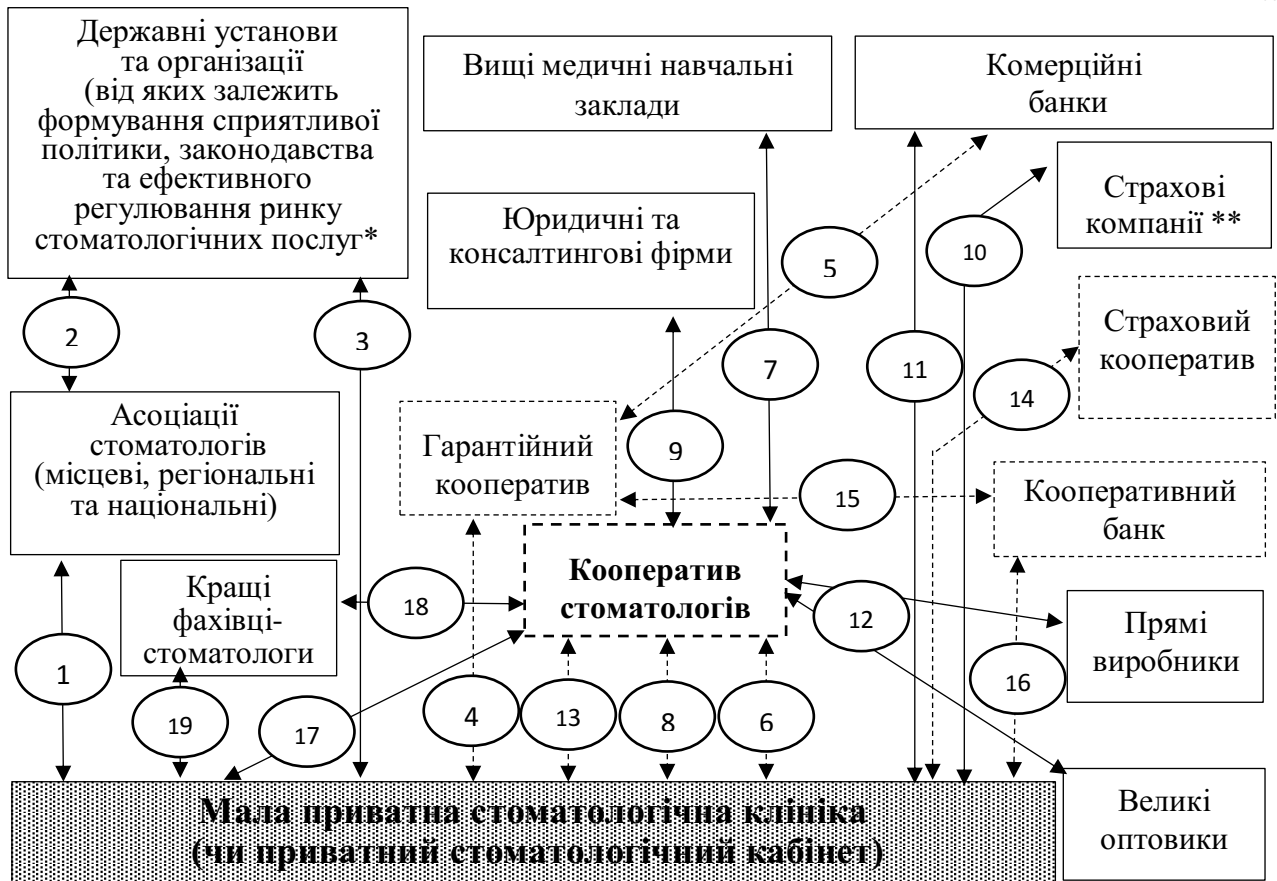 Державні установи
та організації
(від яких залежить
формування сприятливої
політики, законодавства
та ефективного
регулювання ринку
стоматологічних послуг*
Вищі медичні навчальні
заклади
Комерційні
банки
Страхові
компанії **
Юридичні та
консалтингові фірми
5
10
2
3
Страховий
кооператив
7
11
14
Асоціації
стоматологів
(місцеві, регіональні
та національні)
Гарантійний
кооператив
9
15
Кооперативний
банк
Кооператив
стоматологів
Кращі
фахівці-
стоматологи
18
12
Прямі
виробники
1
16
19
17
4
13
8
6
Мала приватна стоматологічна клініка
(чи приватний стоматологічний кабінет)
Великі
оптовики